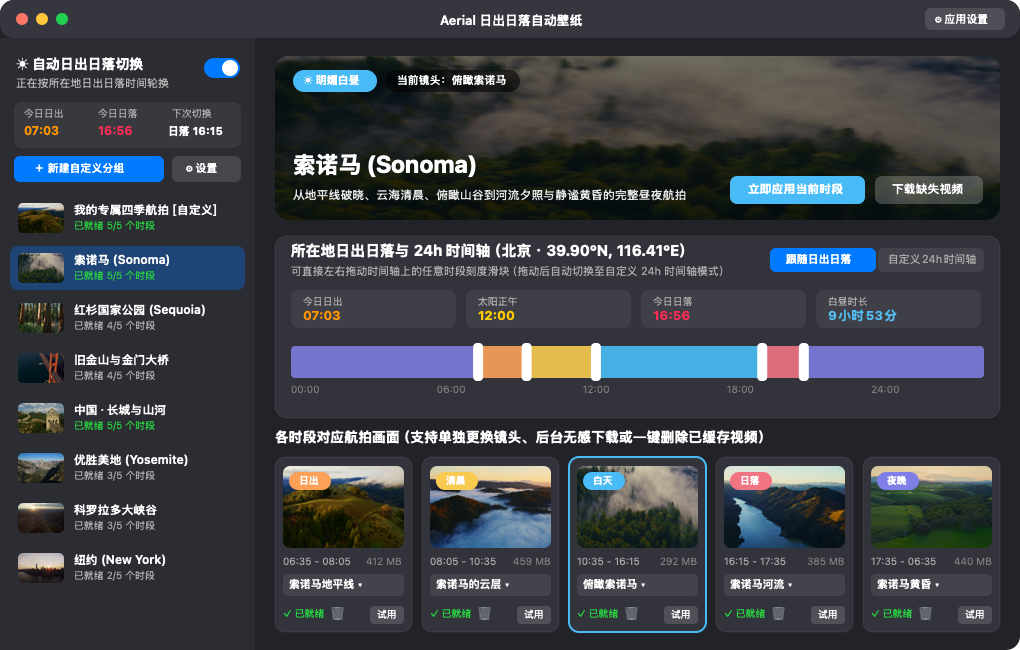 Aerial 日出日落自动壁纸
⚙应用设置
☀ 自动日出日落切换
正在按所在地日出日落时间轮换
今日日出
今日日落
下次切换
07:03
16:56
日落 16:15
+ 新建自定义分组
⚙ 设置
我的专属四季航拍 [自定义]
已就绪 5/5 个时段
索诺马 (Sonoma)
已就绪 5/5 个时段
红杉国家公园 (Sequoia)
已就绪 4/5 个时段
旧金山与金门大桥
已就绪 4/5 个时段
中国 · 长城与山河
已就绪 5/5 个时段
优胜美地 (Yosemite)
已就绪 3/5 个时段
科罗拉多大峡谷
已就绪 3/5 个时段
纽约 (New York)
已就绪 2/5 个时段
☀ 明媚白昼
当前镜头：俯瞰索诺马
索诺马 (Sonoma)
从地平线破晓、云海清晨、俯瞰山谷到河流夕照与静谧黄昏的完整昼夜航拍
立即应用当前时段
下载缺失视频
所在地日出日落与 24h 时间轴 (北京 · 39.90°N, 116.41°E)
可直接左右拖动时间轴上的任意时段刻度滑块 (拖动后自动切换至自定义 24h 时间轴模式)
跟随日出日落
自定义24h时间轴
今日日出
07:03
太阳正午
12:00
今日日落
16:56
白昼时长
9小时53分
00:00
06:00
12:00
18:00
24:00
各时段对应航拍画面 (支持单独更换镜头、后台无感下载或一键删除已缓存视频)
日出
06:35 - 08:05
412 MB
索诺马地平线 ▾
✓ 已就绪
试用
清晨
08:05 - 10:35
459 MB
索诺马的云层 ▾
✓ 已就绪
试用
白天
10:35 - 16:15
292 MB
俯瞰索诺马 ▾
✓ 已就绪
试用
日落
16:15 - 17:35
385 MB
索诺马河流 ▾
✓ 已就绪
试用
夜晚
17:35 - 06:35
440 MB
索诺马黄昏 ▾
✓ 已就绪
试用